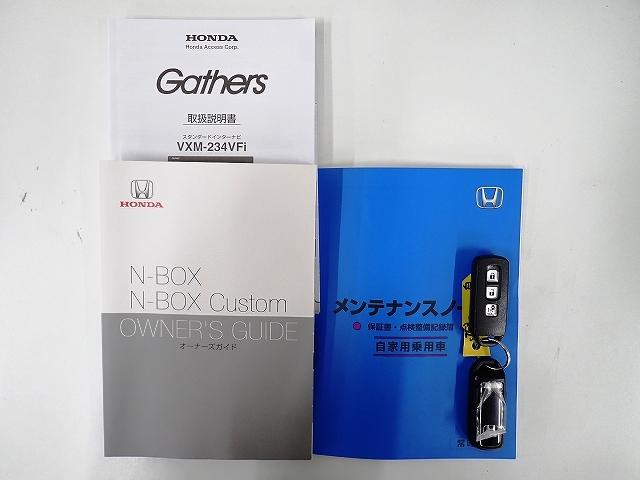 HONDA
Honda Access Corp.
Gathers
取扱説明書
スタンダードインターナビ
VXM-234VFi
HONDA
N-BOX
N-BOX Custom
OWNER'S GUIDE
オーナーズガイド
メンテナンスノー
保証書・点検整備記録簿
自家用乗用車
常